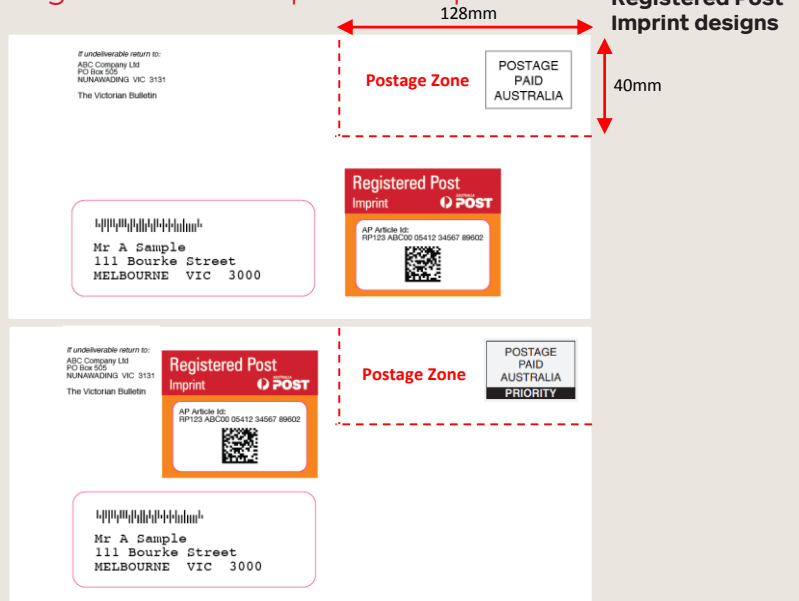 128mm
Registered Post
Imprint designs
40mm
If undeliverable return to:
ABC Company Ltd
PO Box 505
NUNAWADING VIC 3131
The Victorian Bulletin
Postage Zone
POSTAGE
PAID
AUSTRALIA
Registered Post
Imprint
AUSTRALIA
POST
AP Article Id:
RP123 ABC00 05412 34567 89602
Mr A Sample
111 Bourke Street
MELBOURNE VIC 3000
If undeliverable return to:
ABC Company Ltd
PO Box 505
NUNAWADING VIC 3131
The Victorian Bulletin
Registered Post
Imprint
AUSTRALIA
POST
AP Article Id:
RP123 ABC00 05412 34567 89602
Postage Zone
POSTAGE
PAID
AUSTRALIA
PRIORITY
Mr A Sample
111 Bourke Street
MELBOURNE VIC 3000